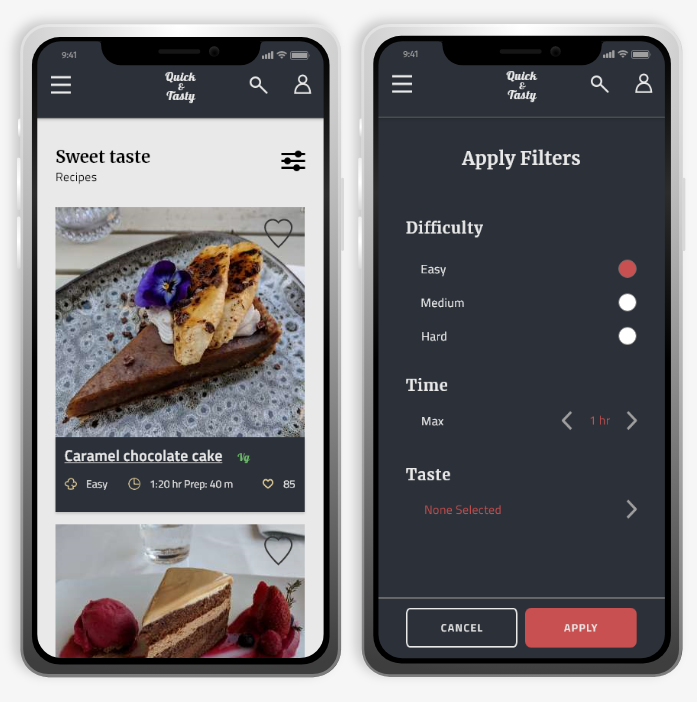 9:41
Quick
&
Tasty
Sweet taste
Recipes
Caramel chocolate cake Vg
Easy 1:20 hr Prep: 40 m 85
9:41
Quick
&
Tasty
Apply Filters
Difficulty
Easy
Medium
Hard
Time
Max 1 hr
Taste
None Selected
CANCEL APPLY